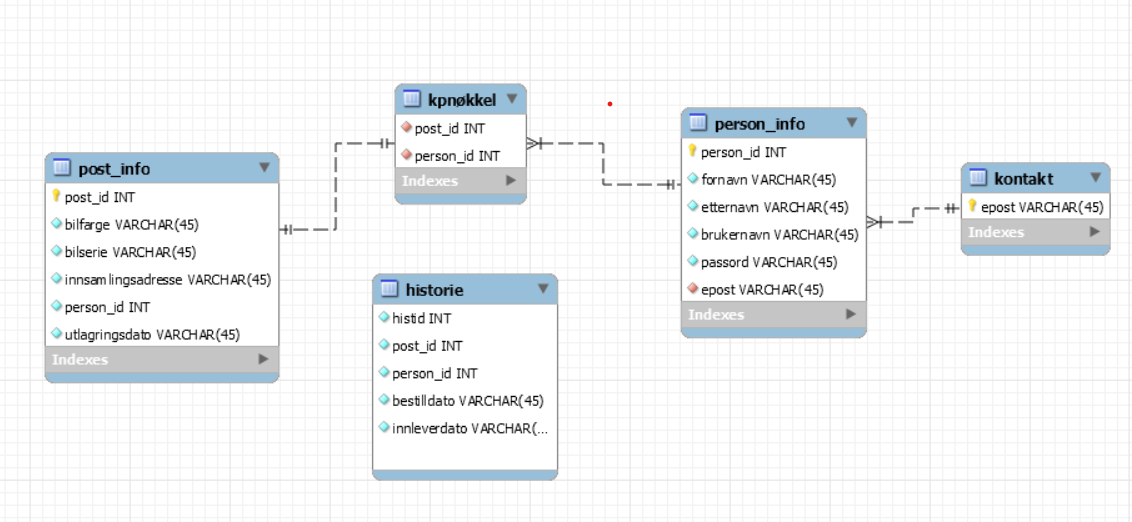 post_info
post_id INT
bilfarge VARCHAR(45)
bilserie VARCHAR(45)
innsamlingsadresse VARCHAR(45)
person_id INT
utlagringsdato VARCHAR(45)
Indexes
kpnøkkel
post_id INT
person_id INT
Indexes
historie
histid INT
post_id INT
person_id INT
bestilldato VARCHAR(45)
innleverdato VARCHAR(...
person_info
person_id INT
fornavn VARCHAR(45)
etternavn VARCHAR(45)
brukernavn VARCHAR(45)
passord VARCHAR(45)
epost VARCHAR(45)
Indexes
kontakt
epost VARCHAR(45)
Indexes